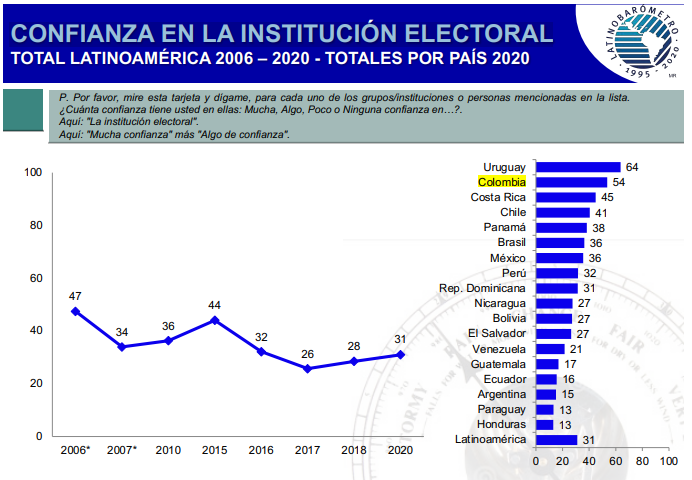 CONFIANZA EN LA INSTITUCIÓN ELECTORAL
TOTAL LATINOAMÉRICA 2006 – 2020 - TOTALES POR PAÍS 2020
LATINOBARÓMETRO
1995 - 2020
MR
P. Por favor, mire esta tarjeta y dígame, para cada uno de los grupos/instituciones o personas mencionadas en la lista.
¿Cuánta confianza tiene usted en ellas: Mucha, Algo, Poco o Ninguna confianza en…?.
Aquí: "La institución electoral".
Aquí: "Mucha confianza" más "Algo de confianza".
100
80
60
40
20
0
47
34
36
44
32
26
28
31
2006*
2007*
2010
2015
2016
2017
2018
2020
Uruguay 64
Colombia 54
Costa Rica 45
Chile 41
Panamá 38
Brasil 36
México 36
Perú 32
Rep. Dominicana 31
Nicaragua 27
Bolivia 27
El Salvador 27
Venezuela 21
Guatemala 17
Ecuador 16
Argentina 15
Paraguay 13
Honduras 13
Latinoamérica 31
0 20 40 60 80 100
STORMY
FAIR